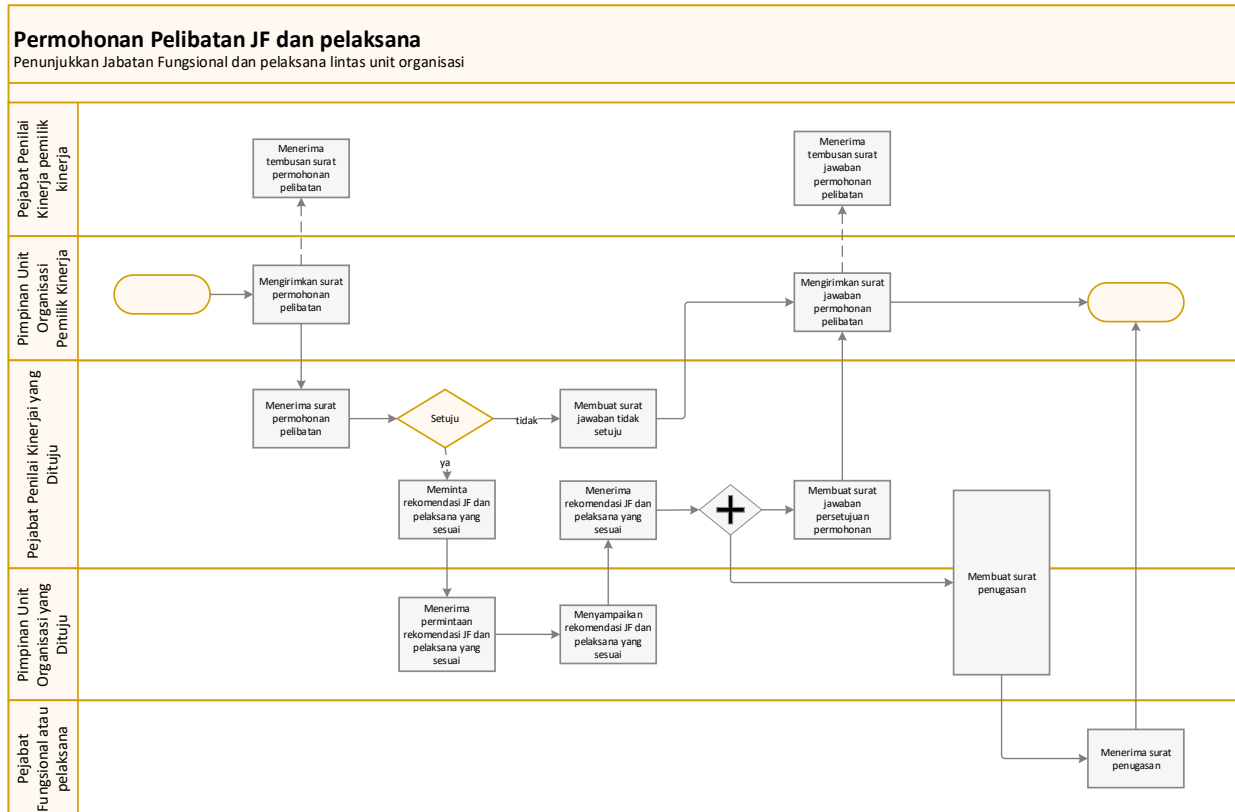 Permohonan Pelibatan JF dan pelaksana
Penunjukkan Jabatan Fungsional dan pelaksana lintas unit organisasi
Pejabat Penilai
Kinerja pemilik
kinerja
Menerima
tembusan surat
permohonan
pelibatan
Menerima
tembusan surat
jawaban
permohonan
pelibatan
Pimpinan Unit
Organisasi
Pemilik Kinerja
Mengirimkan surat
permohonan
pelibatan
Mengirimkan surat
jawaban
permohonan
pelibatan
Pejabat Penilai Kinerjai yang
Dituju
Menerima surat
permohonan
pelibatan
Setuju
tidak
Membuat surat
jawaban tidak
setuju
ya
Meminta
rekomendasi JF dan
pelaksana yang
sesuai
Menerima
rekomendasi JF dan
pelaksana yang
sesuai
Membuat surat
jawaban
persetujuan
permohonan
Membuat surat
penugasan
Pimpinan Unit
Organisasi yang
Dituju
Menerima
permintaan
rekomendasi JF dan
pelaksana yang
sesuai
Menyampaikan
rekomendasi JF dan
pelaksana yang
sesuai
Pejabat
Fungsional atau
pelaksana
Menerima surat
penugasan